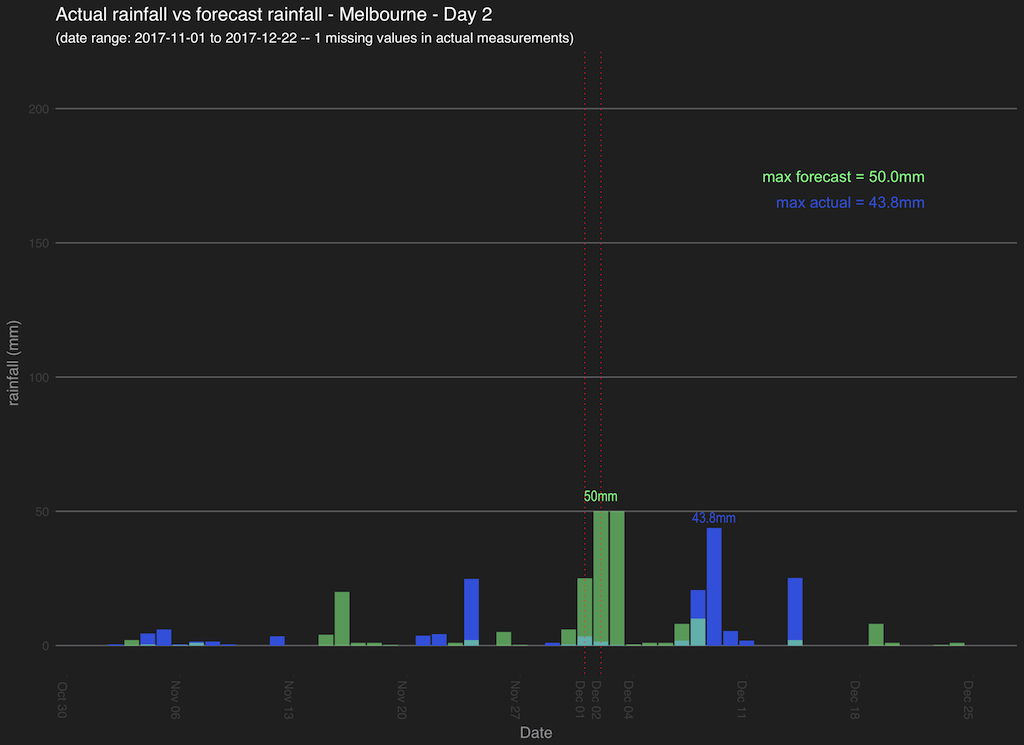 Actual rainfall vs forecast rainfall - Melbourne - Day 2
(date range: 2017-11-01 to 2017-12-22 -- 1 missing values in actual measurements)
200
max forecast = 50.0mm
max actual = 43.8mm
150
rainfall (mm)
100
50mm
50
43.8mm
0
Oct 30
Nov 06
Nov 13
Nov 20
Nov 27
Dec 01
Dec 02
Dec 04
Dec 11
Dec 18
Dec 25
Date